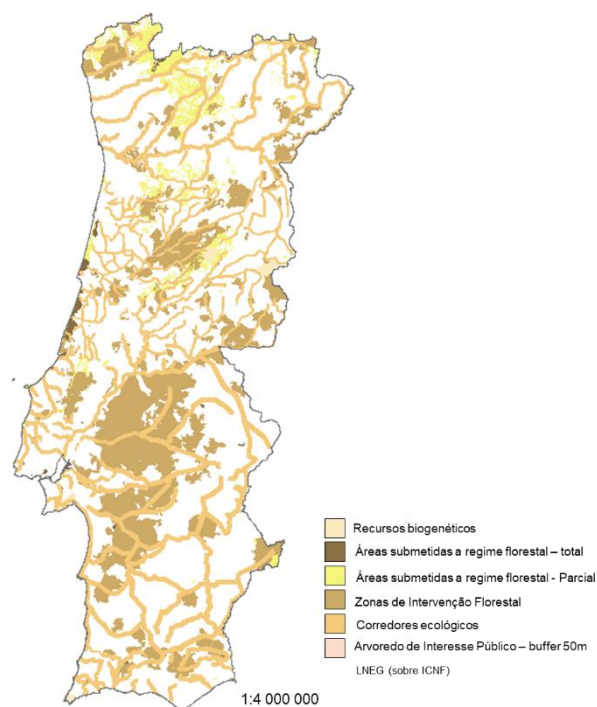 Recursos biogenéticos
Áreas submetidas a regime florestal – total
Áreas submetidas a regime florestal - Parcial
Zonas de Intervenção Florestal
Corredores ecológicos
Arvoredo de Interesse Público – buffer 50m
LNEG (sobre ICNF)
1:4 000 000